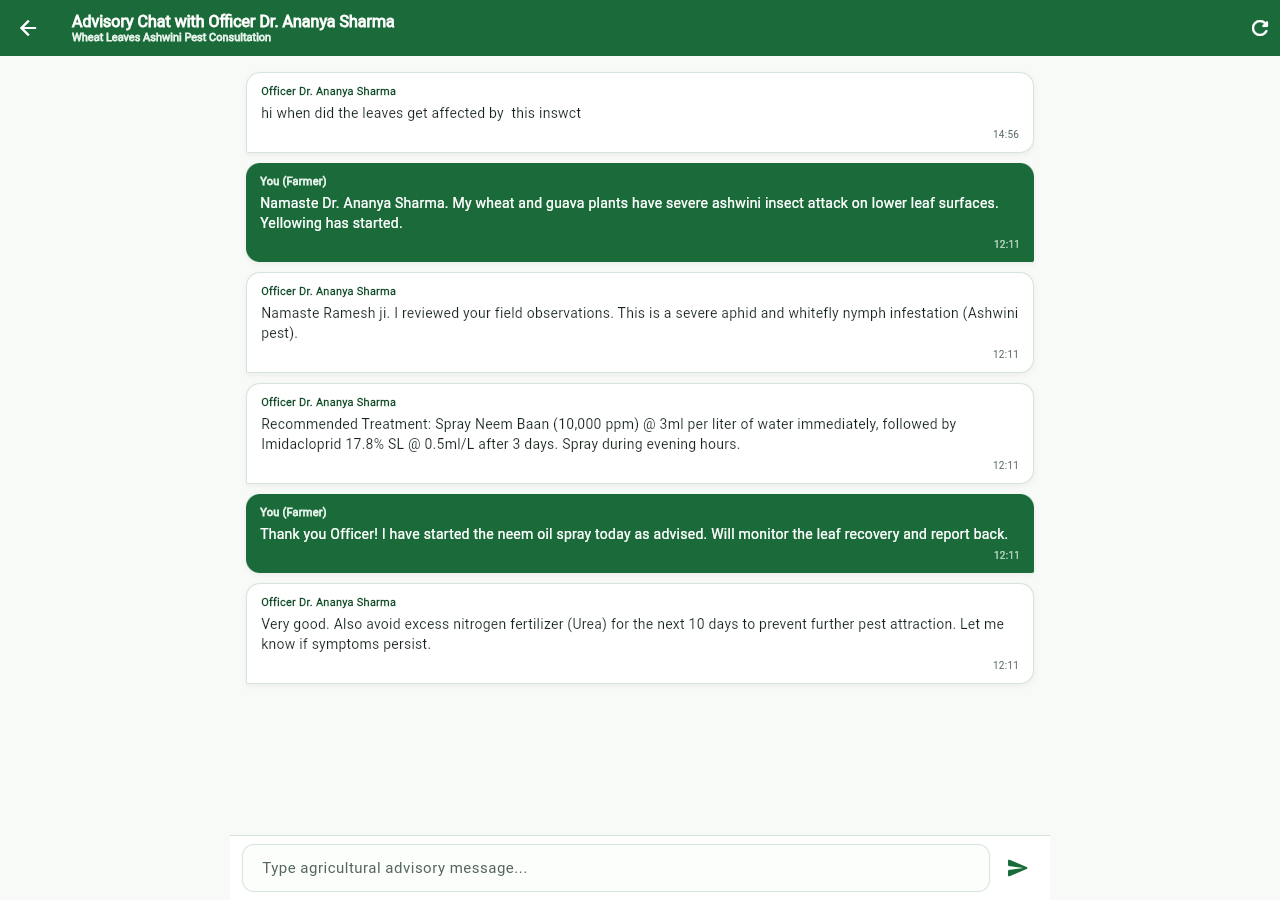 Advisory Chat with Officer Dr. Ananya Sharma
Wheat Leaves Ashwini Pest Consultation
Officer Dr. Ananya Sharma
hi when did the leaves get affected by  this inswct
14:56
You (Farmer)
Namaste Dr. Ananya Sharma. My wheat and guava plants have severe ashwini insect attack on lower leaf surfaces.
Yellowing has started.
12:11
Officer Dr. Ananya Sharma
Namaste Ramesh ji. I reviewed your field observations. This is a severe aphid and whitefly nymph infestation (Ashwini
pest).
12:11
Officer Dr. Ananya Sharma
Recommended Treatment: Spray Neem Baan (10,000 ppm) @ 3ml per liter of water immediately, followed by
Imidacloprid 17.8% SL @ 0.5ml/L after 3 days. Spray during evening hours.
12:11
You (Farmer)
Thank you Officer! I have started the neem oil spray today as advised. Will monitor the leaf recovery and report back.
12:11
Officer Dr. Ananya Sharma
Very good. Also avoid excess nitrogen fertilizer (Urea) for the next 10 days to prevent further pest attraction. Let me
know if symptoms persist.
12:11
Type agricultural advisory message...